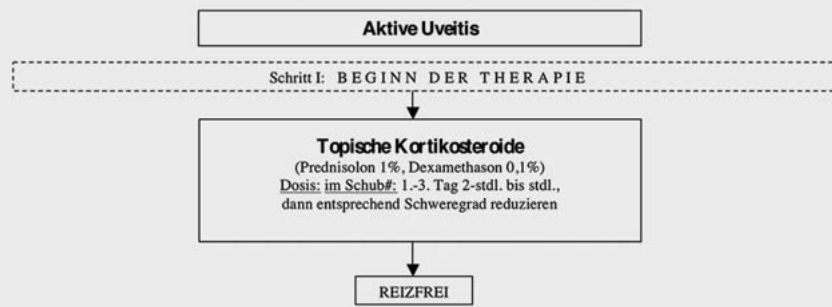 Aktive Uveitis
Schritt I: BEGINN DER THERAPIE
Topische Kortikosteroide
(Prednisolon 1%, Dexamethason 0,1%)
Dosis: im Schub#: 1.-3. Tag 2-stdl. bis stdl.,
dann entsprechend Schweregrad reduzieren
REIZFREI